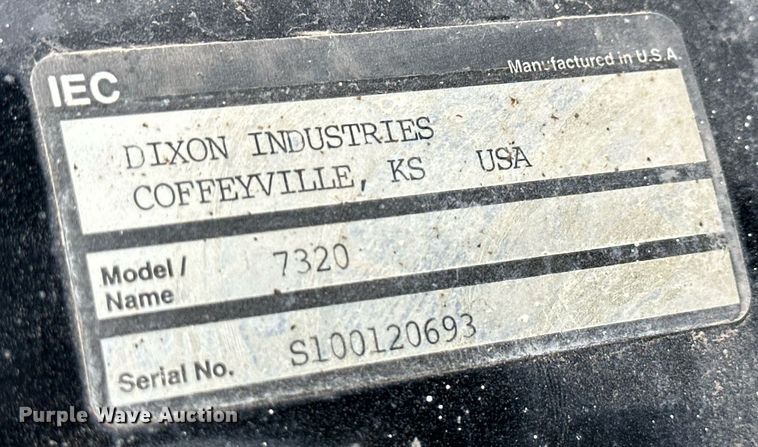 IEC
Manufactured in U.S.A.
DIXON INDUSTRIES
COFFEYVILLE, KS USA
Model / Name
7320
Serial No.
S100120693
Purple Wave Auction